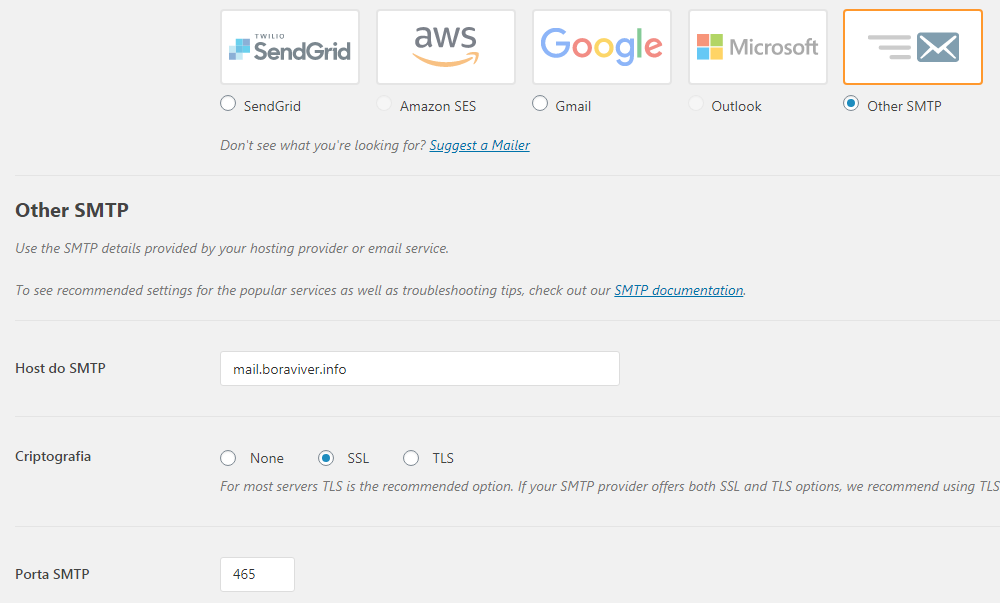 TWILIO
SendGrid
aws
Google
Microsoft
SendGrid
Amazon SES
Gmail
Outlook
Other SMTP
Don't see what you're looking for? Suggest a Mailer
Other SMTP
Use the SMTP details provided by your hosting provider or email service.
To see recommended settings for the popular services as well as troubleshooting tips, check out our SMTP documentation.
Host do SMTP
mail.boraviver.info
Criptografia
None
SSL
TLS
For most servers TLS is the recommended option. If your SMTP provider offers both SSL and TLS options, we recommend using TLS
Porta SMTP
465